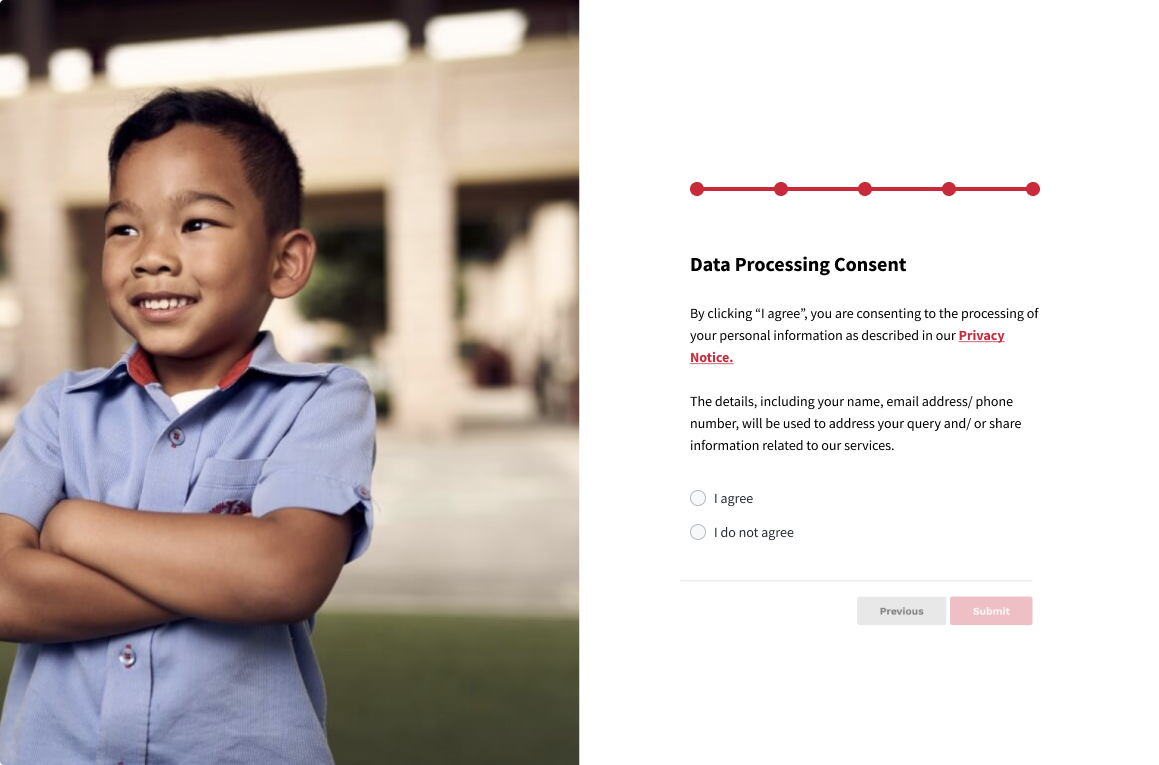 Data Processing Consent
By clicking “I agree”, you are consenting to the processing of
your personal information as described in our Privacy
Notice.
The details, including your name, email address/ phone
number, will be used to address your query and/ or share
information related to our services.
I agree
I do not agree
Previous
Submit